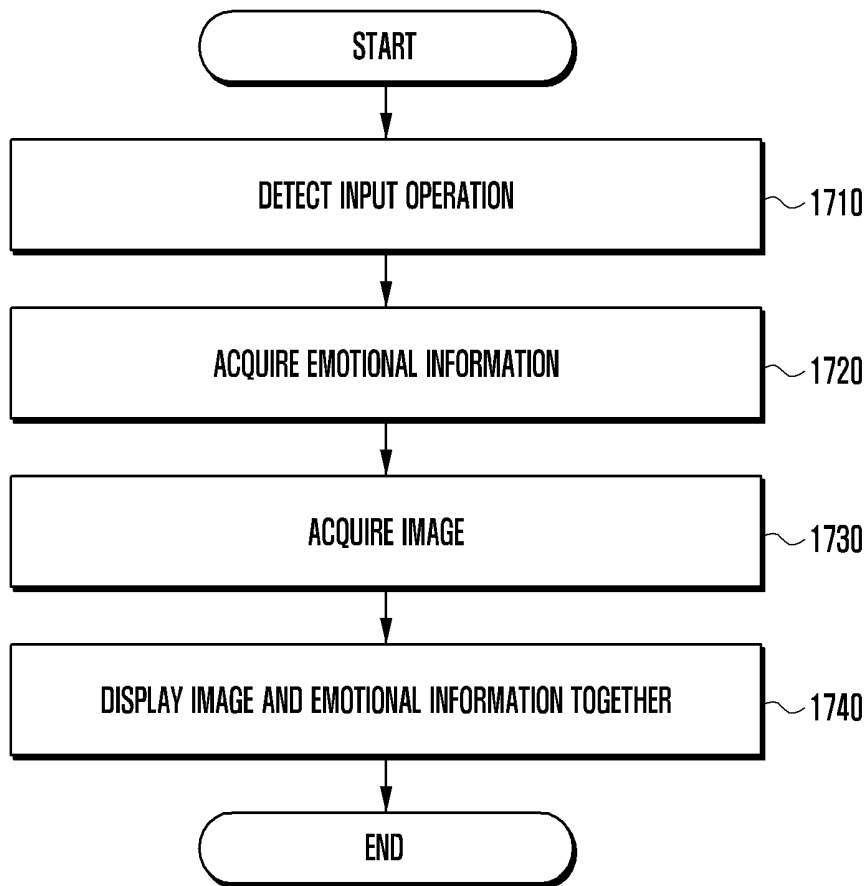 START
DETECT INPUT OPERATION
1710
ACQUIRE EMOTIONAL INFORMATION
1720
ACQUIRE IMAGE
1730
DISPLAY IMAGE AND EMOTIONAL INFORMATION TOGETHER
1740
END